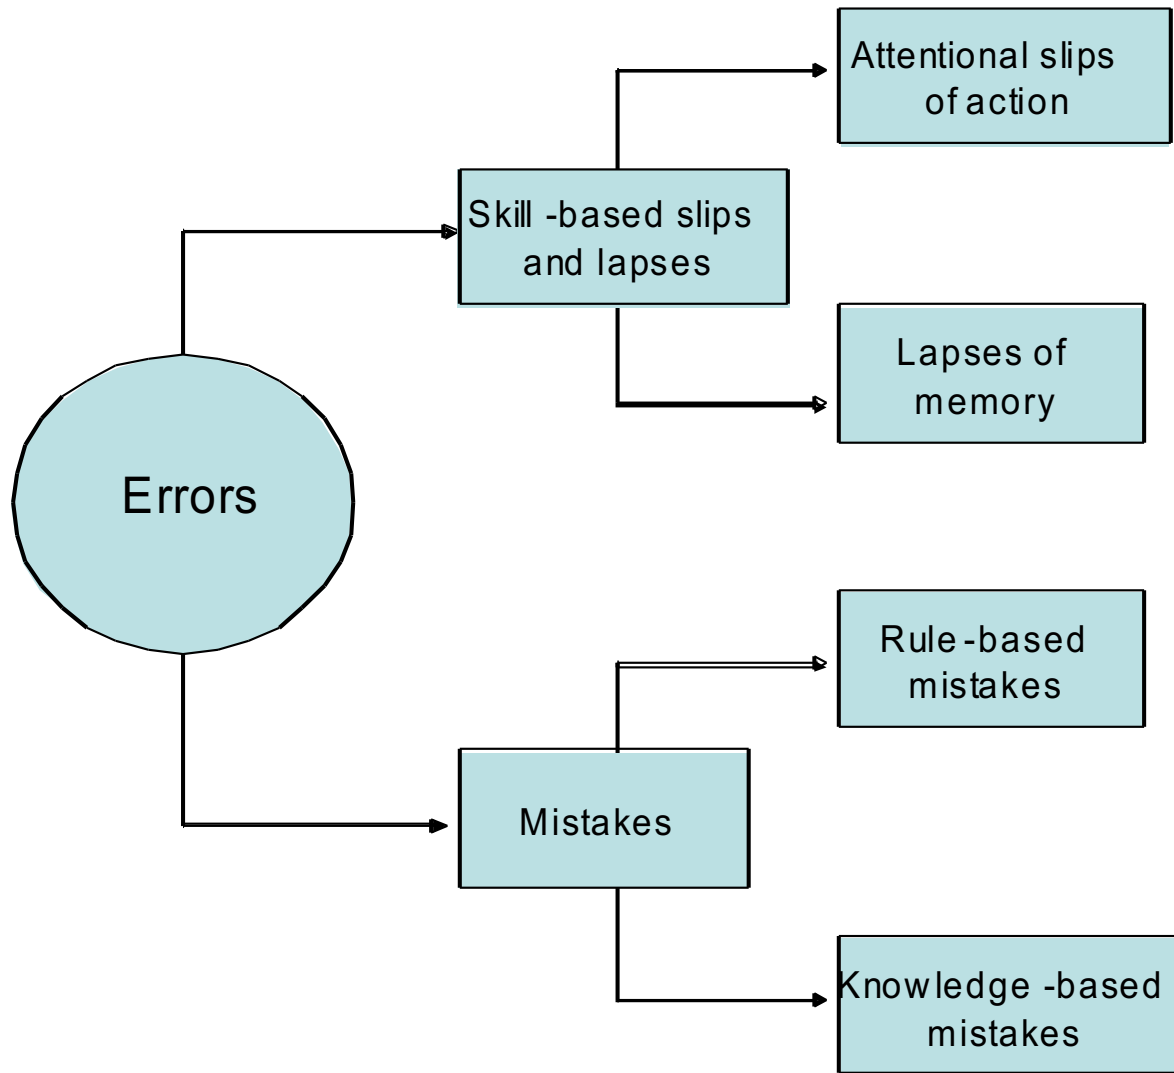 Attentional slips
of action
Skill -based slips
and lapses
Lapses of
memory
Errors
Rule-based
mistakes
Mistakes
Knowledge -based
mistakes